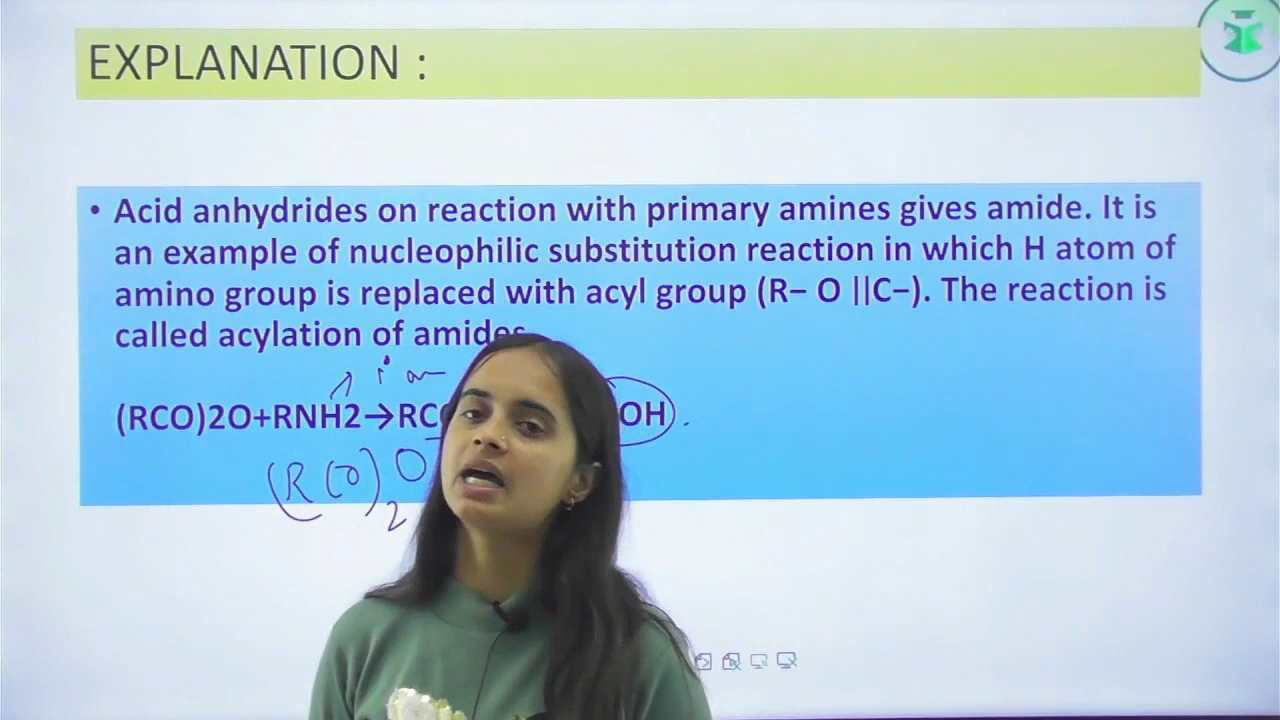 EXPLANATION :
• Acid anhydrides on reaction with primary amines gives amide. It is
an example of nucleophilic substitution reaction in which H atom of
amino group is replaced with acyl group (R– O ||C–). The reaction is
called acylation of amides
(RCO)2O+RNH2→RC OH
(RCO)2O